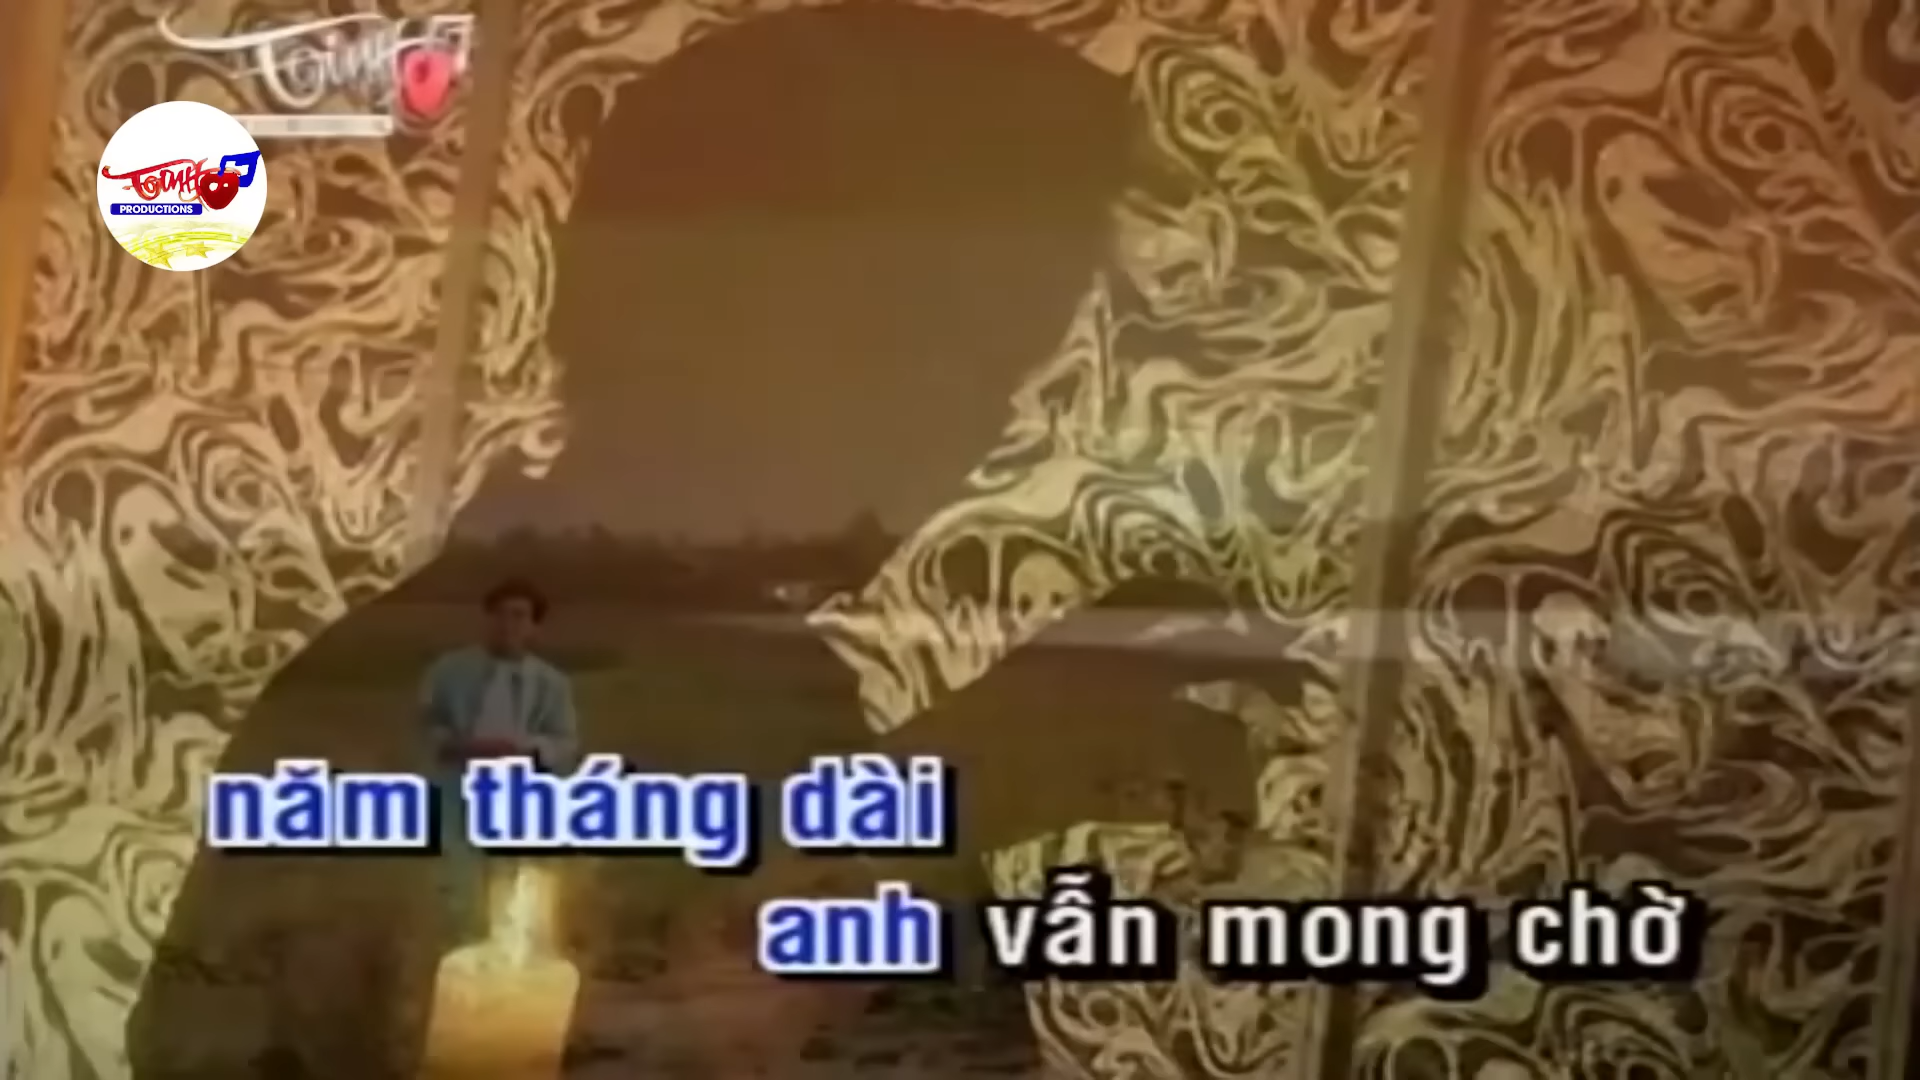 PRODUCTIONS
năm tháng dài
anh vẫn mong chờ